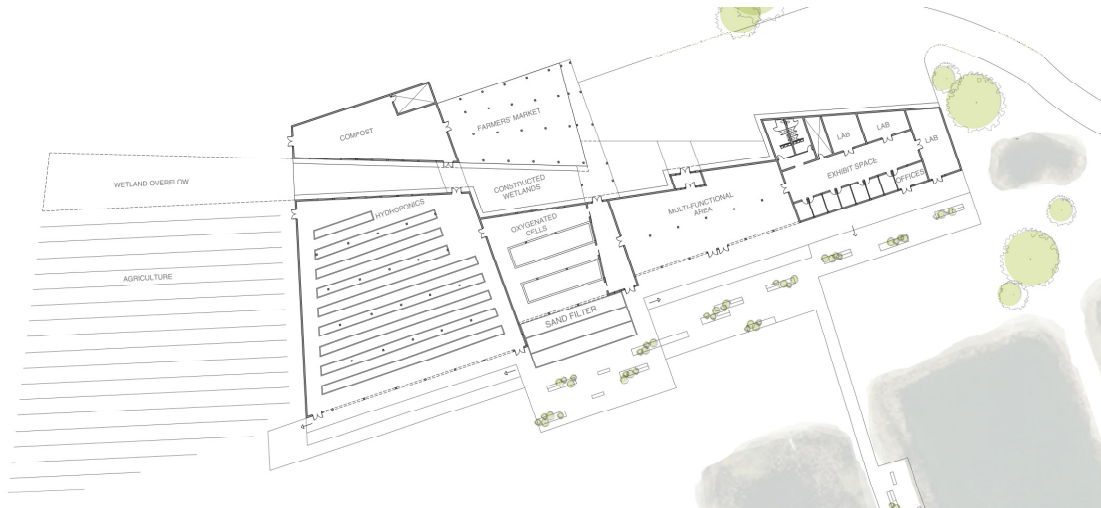 COMPOST
FARMERS' MARKET
LAB
LAB
LAB
EXHIBIT SPACE
OFFICES
WETLAND OVERFLOW
CONSTRUCTED
WETLANDS
MULTI-FUNCTIONAL
AREA
HYDROPONICS
OXYGENATED
CELLS
AGRICULTURE
SAND FILTER